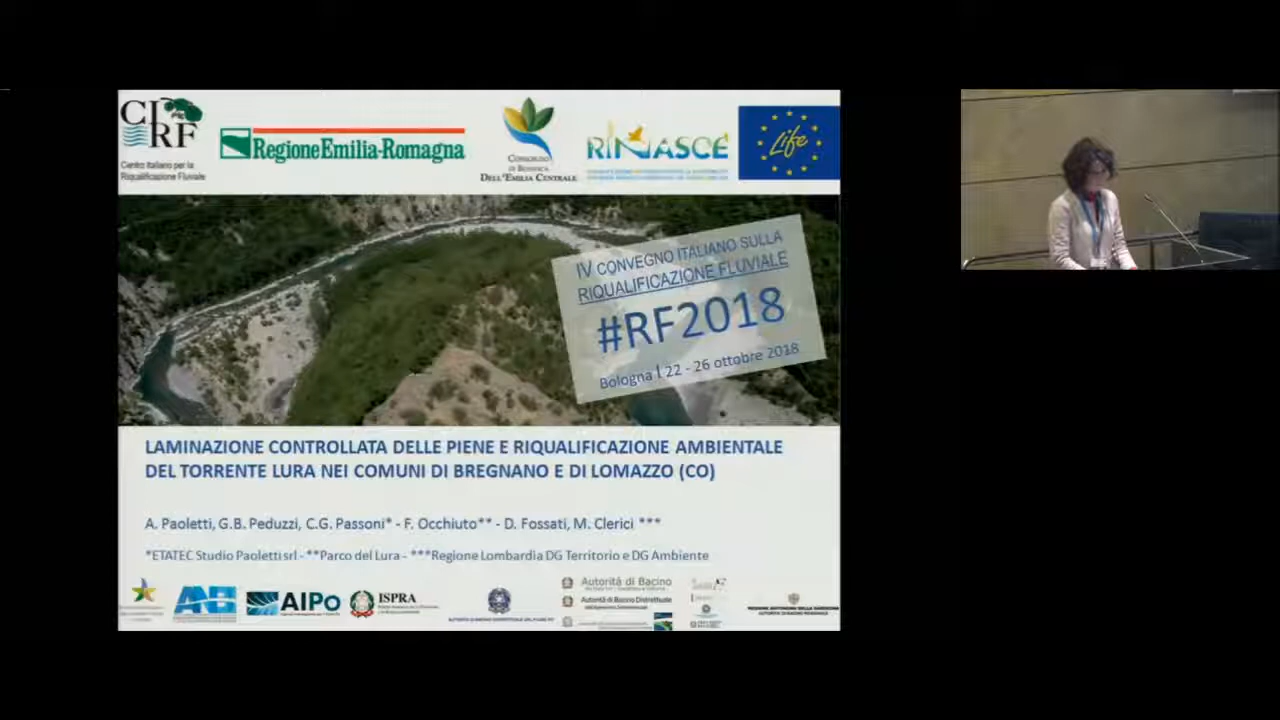 CIRF
Centro Italiano per la
Riqualificazione Fluviale
RegioneEmilia-Romagna
CONSORZIO
DI BONIFICA
DELL'EMILIA CENTRALE
RINASCE
Life
IV CONVEGNO ITALIANO SULLA
RIQUALIFICAZIONE FLUVIALE
#RF2018
Bologna | 22 - 26 ottobre 2018
LAMINAZIONE CONTROLLATA DELLE PIENE E RIQUALIFICAZIONE AMBIENTALE
DEL TORRENTE LURA NEI COMUNI DI BREGNANO E DI LOMAZZO (CO)
A. Paoletti, G.B. Peduzzi, C.G. Passoni* - F. Occhiuto** - D. Fossati, M. Clerici ***
*ETATEC Studio Paoletti srl - **Parco del Lura - ***Regione Lombardia DG Territorio e DG Ambiente
ANBI
AIPo
ISPRA
Autorità di Bacino
Autorità di Bacino Distrettuale